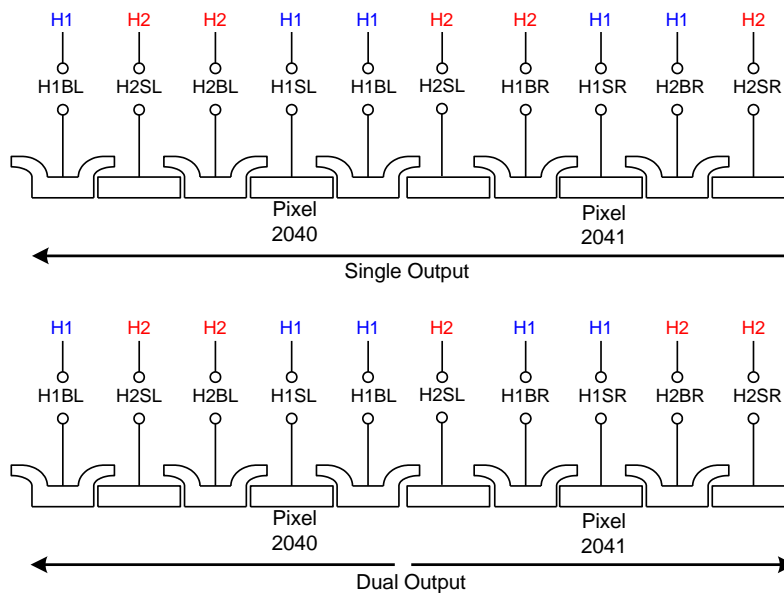 H1 H2 H2 H1 H1 H2 H2 H1 H1 H2
H1BL H2SL H2BL H1SL H1BL H2SL H1BR H1SR H2BR H2SR
Pixel Pixel
2040 2041
Single Output
H1 H2 H2 H1 H1 H2 H1 H1 H2 H2
H1BL H2SL H2BL H1SL H1BL H2SL H1BR H1SR H2BR H2SR
Pixel Pixel
2040 2041
Dual Output